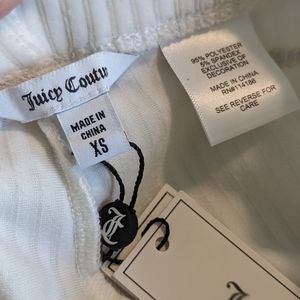 Juicy Couture
MADE IN
CHINA
XS
95% POLYESTER
5% SPANDEX
EXCLUSIVE OF
DECORATION
MADE IN CHINA
RN#114186
SEE REVERSE FOR
CARE